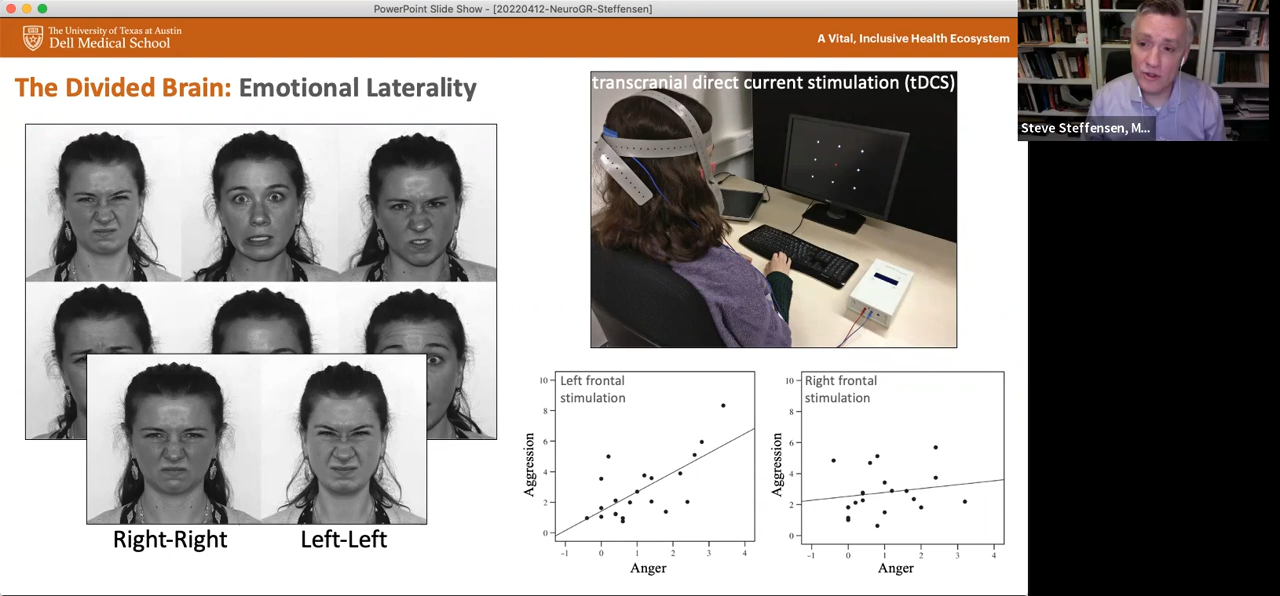 PowerPoint Slide Show - [20220412-NeuroGR-Steffensen]
The University of Texas at Austin
Dell Medical School
A Vital, Inclusive Health Ecosystem
Steve Steffensen, M...
The Divided Brain: Emotional Laterality
transcranial direct current stimulation (tDCS)
Right-Right
Left-Left
Left frontal
stimulation
Aggression
10
8
6
4
2
0
-1 0 1 2 3 4
Anger
Right frontal
stimulation
Aggression
10
8
6
4
2
0
-1 0 1 2 3 4
Anger